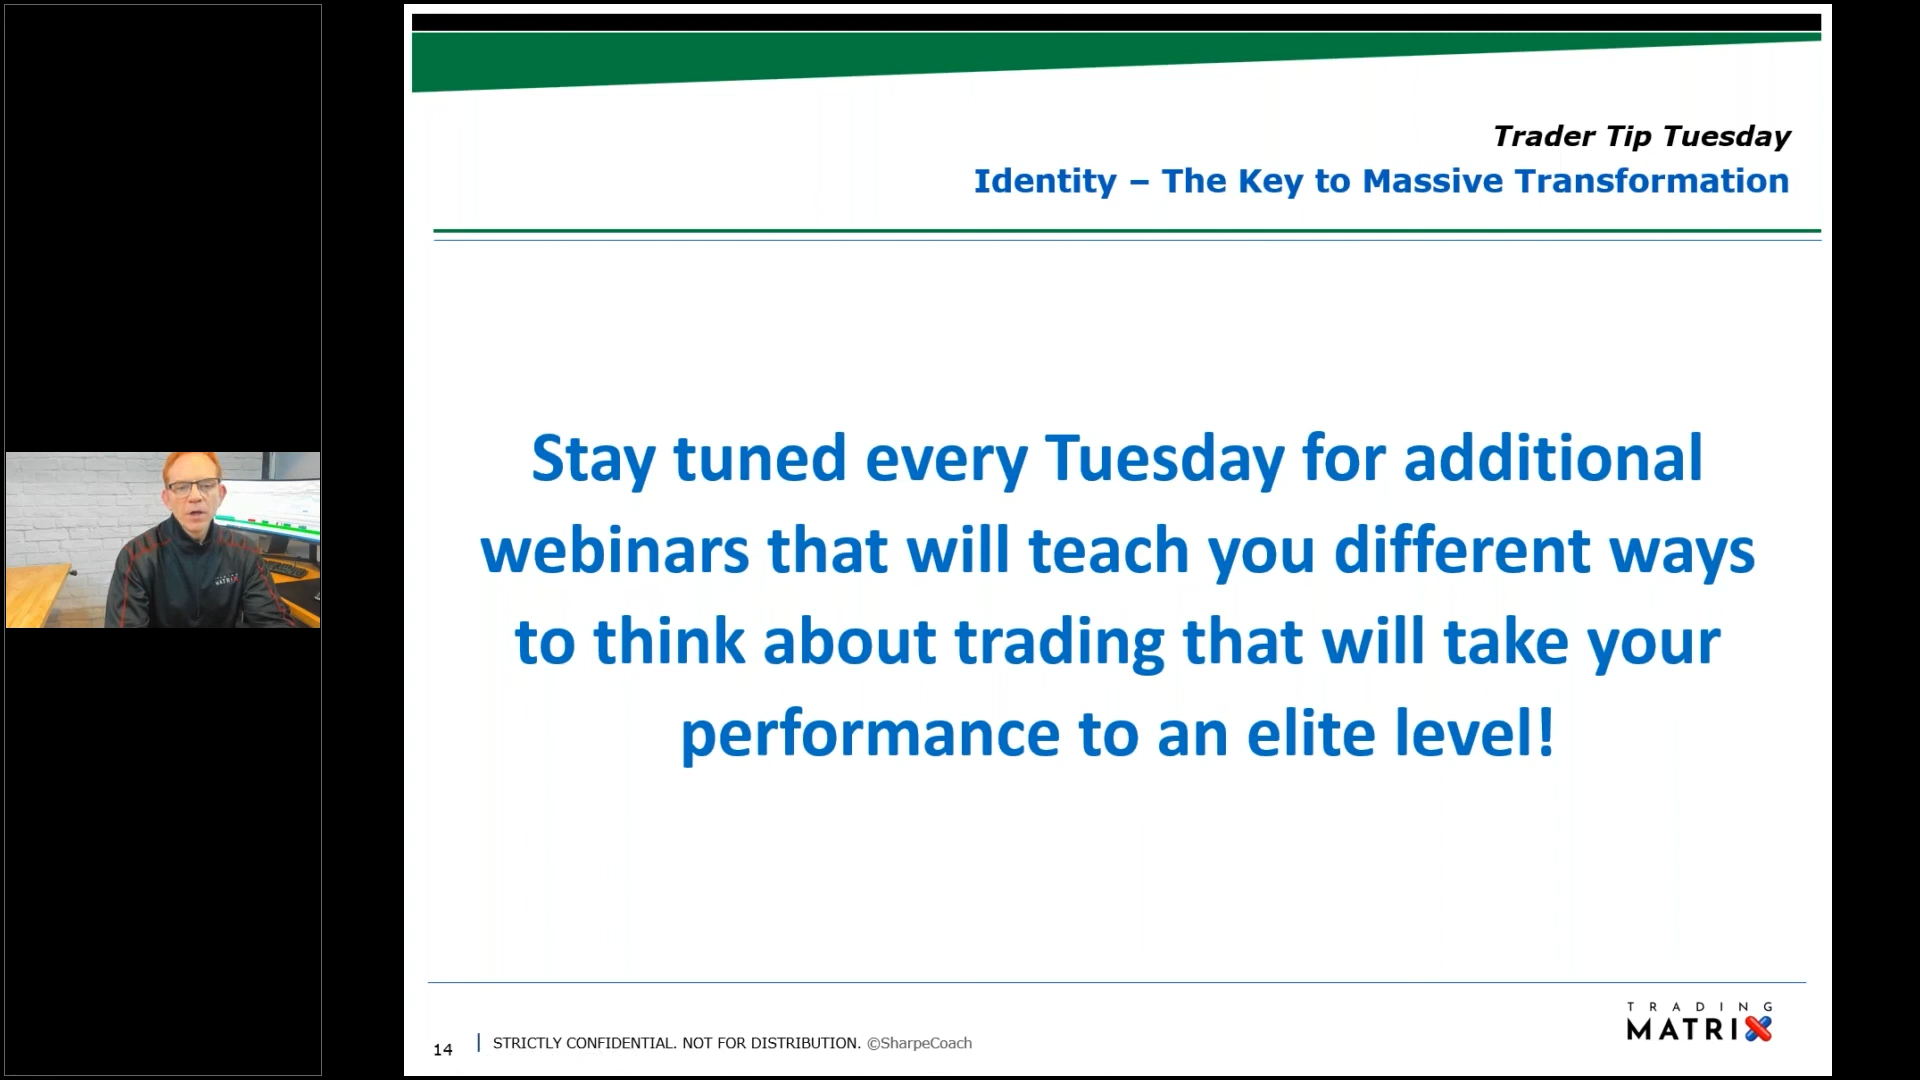 Trader Tip Tuesday
Identity – The Key to Massive Transformation
Stay tuned every Tuesday for additional
webinars that will teach you different ways
to think about trading that will take your
performance to an elite level!
14
STRICTLY CONFIDENTIAL. NOT FOR DISTRIBUTION. ©SharpeCoach
TRADING
MATRIX
MATRIX